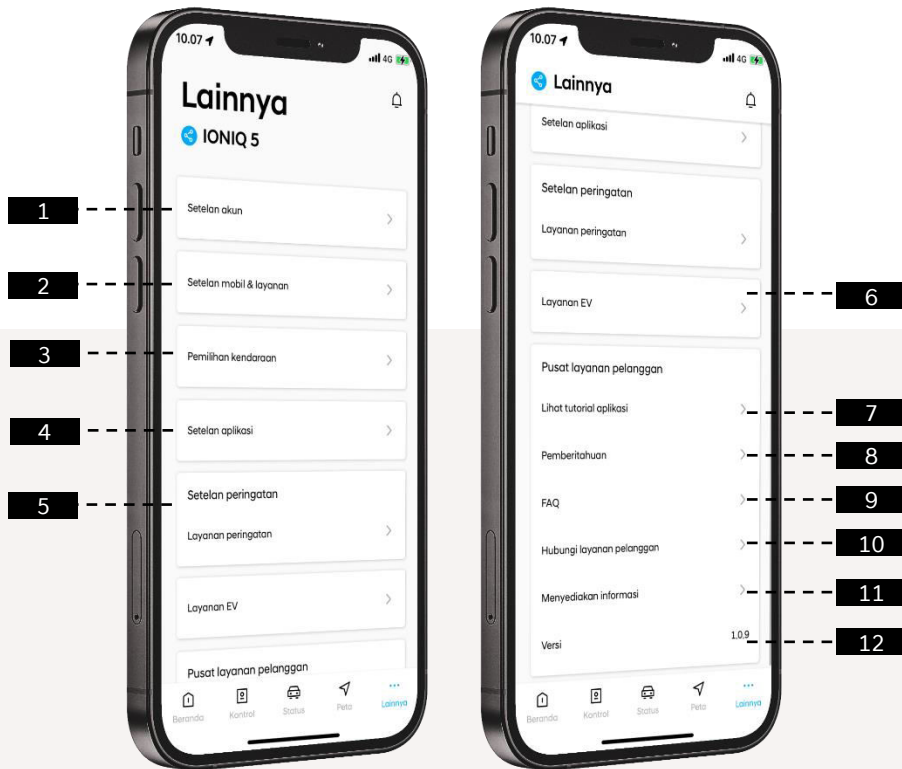 10.07
4G
Lainnya
IONIQ 5
Setelan akun
Setelan mobil & layanan
Pemilihan kendaraan
Setelan aplikasi
Setelan peringatan
Layanan peringatan
Layanan EV
Pusat layanan pelanggan
Beranda
Kontrol
Status
Peta
Lainnya
1
2
3
4
5
10.07
4G
Lainnya
Setelan aplikasi
Setelan peringatan
Layanan peringatan
Layanan EV
Pusat layanan pelanggan
Lihat tutorial aplikasi
Pemberitahuan
FAQ
Hubungi layanan pelanggan
Menyediakan informasi
Versi 1.0.9
Beranda
Kontrol
Status
Peta
Lainnya
6
7
8
9
10
11
12